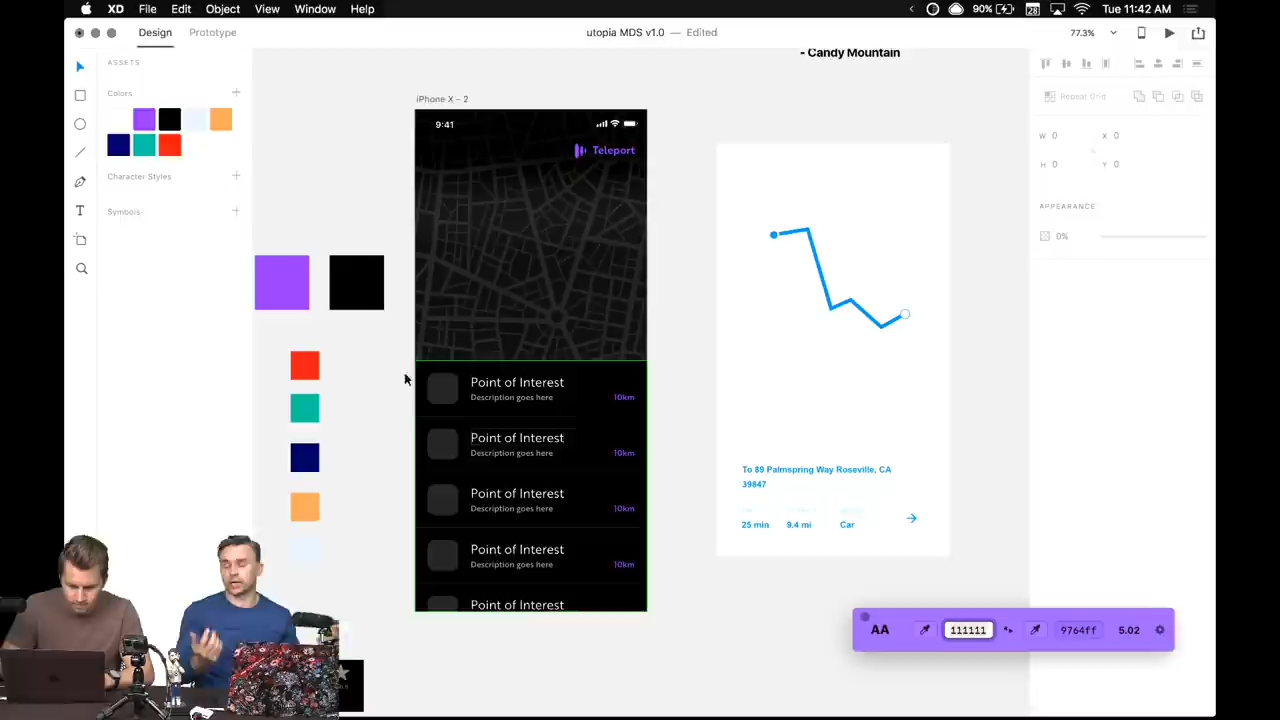 XD File Edit Object View Window Help
90% 28 Tue 11:42 AM
Design Prototype
utopia MDS v1.0 — Edited
77.3%
ASSETS
Colors
Character Styles
Symbols
- Candy Mountain
iPhone X – 2
9:41
Teleport
Point of Interest
Description goes here
10km
Point of Interest
Description goes here
10km
Point of Interest
Description goes here
10km
Point of Interest
Description goes here
10km
Point of Interest
To 89 Palmspring Way Roseville, CA
39847
25 min 9.4 mi Car
Repeat Grid
W 0 X 0
H 0 Y 0
APPEARANCE
0%
AA 111111 9764ff 5.02